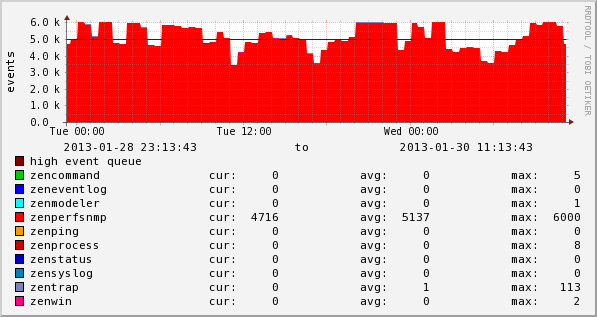 6.0 k
5.0 k
4.0 k
3.0 k
2.0 k
1.0 k
0.0
events
RRDTOOL / TOBI OETIKER
Tue 00:00 Tue 12:00 Wed 00:00
2013-01-28 23:13:43 to 2013-01-30 11:13:43
high event queue
zencommand cur: 0 avg: 0 max: 5
zeneventlog cur: 0 avg: 0 max: 0
zenmodeler cur: 0 avg: 0 max: 1
zenperfsnmp cur: 4716 avg: 5137 max: 6000
zenping cur: 0 avg: 0 max: 0
zenprocess cur: 0 avg: 0 max: 8
zenstatus cur: 0 avg: 0 max: 0
zensyslog cur: 0 avg: 0 max: 0
zentrap cur: 0 avg: 1 max: 113
zenwin cur: 0 avg: 0 max: 2